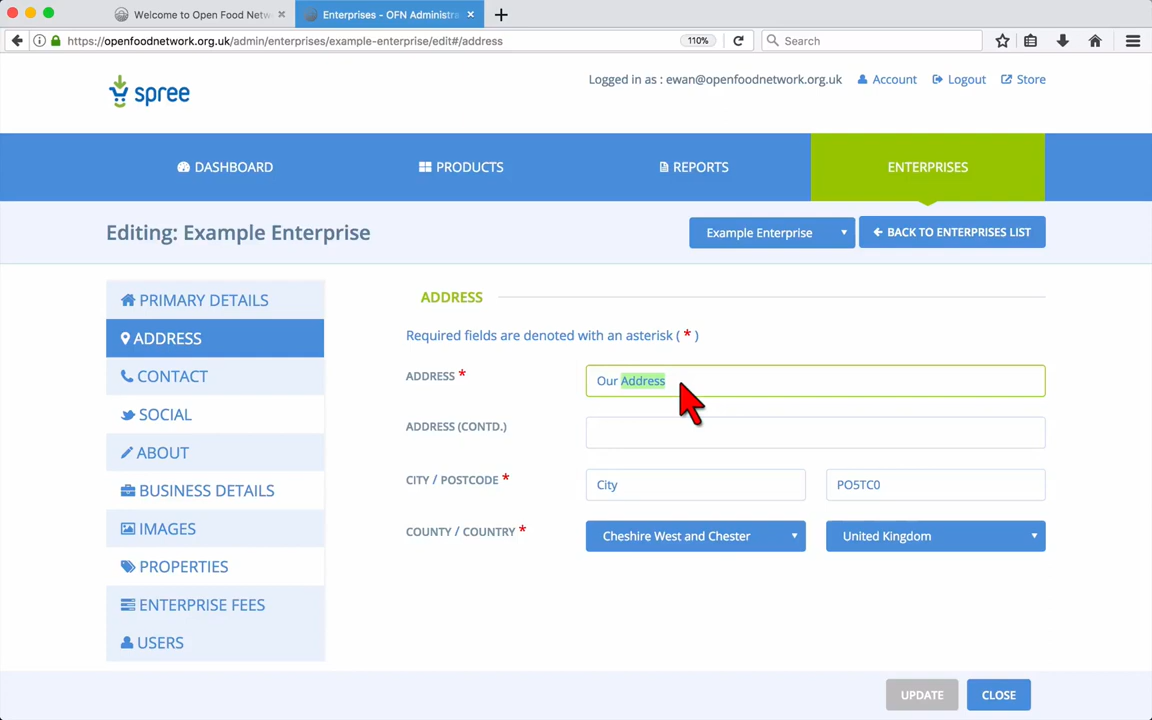 Welcome to Open Food Netw
Enterprises - OFN Administra
https://openfoodnetwork.org.uk/admin/enterprises/example-enterprise/edit#/address
110%
Search
spree
Logged in as : ewan@openfoodnetwork.org.uk
Account
Logout
Store
DASHBOARD
PRODUCTS
REPORTS
ENTERPRISES
Editing: Example Enterprise
Example Enterprise
BACK TO ENTERPRISES LIST
PRIMARY DETAILS
ADDRESS
CONTACT
SOCIAL
ABOUT
BUSINESS DETAILS
IMAGES
PROPERTIES
ENTERPRISE FEES
USERS
ADDRESS
Required fields are denoted with an asterisk ( * )
ADDRESS *
Our Address
ADDRESS (CONTD.)
CITY / POSTCODE *
City
PO5TC0
COUNTY / COUNTRY *
Cheshire West and Chester
United Kingdom
UPDATE
CLOSE